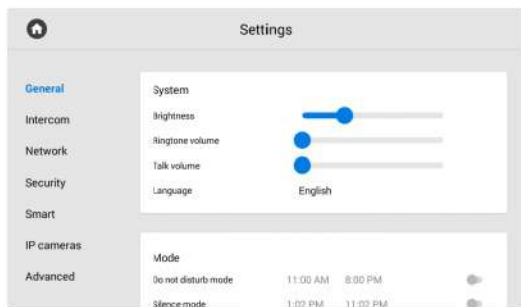 Settings
General
Intercom
Network
Security
Smart
IP cameras
Advanced
System
Brightness
Ringtone volume
Talk volume
Language English
Mode
Do not disturb mode 11:00 AM 8:00 PM
Silence mode 1:02 PM 11:02 PM